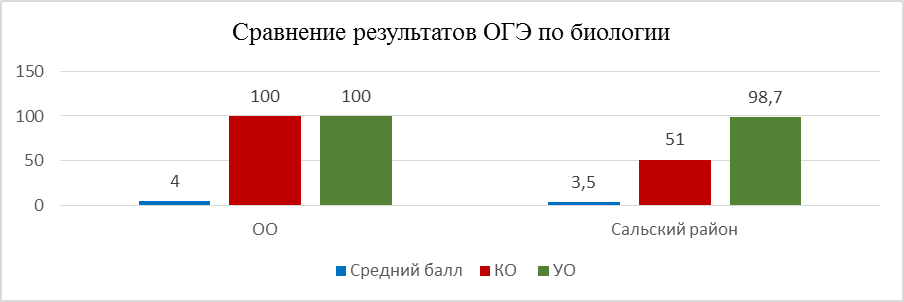 Сравнение результатов ОГЭ по биологии
150
100
50
0
4
100
100
3,5
51
98,7
ОО
Сальский район
Средний балл
КО
УО